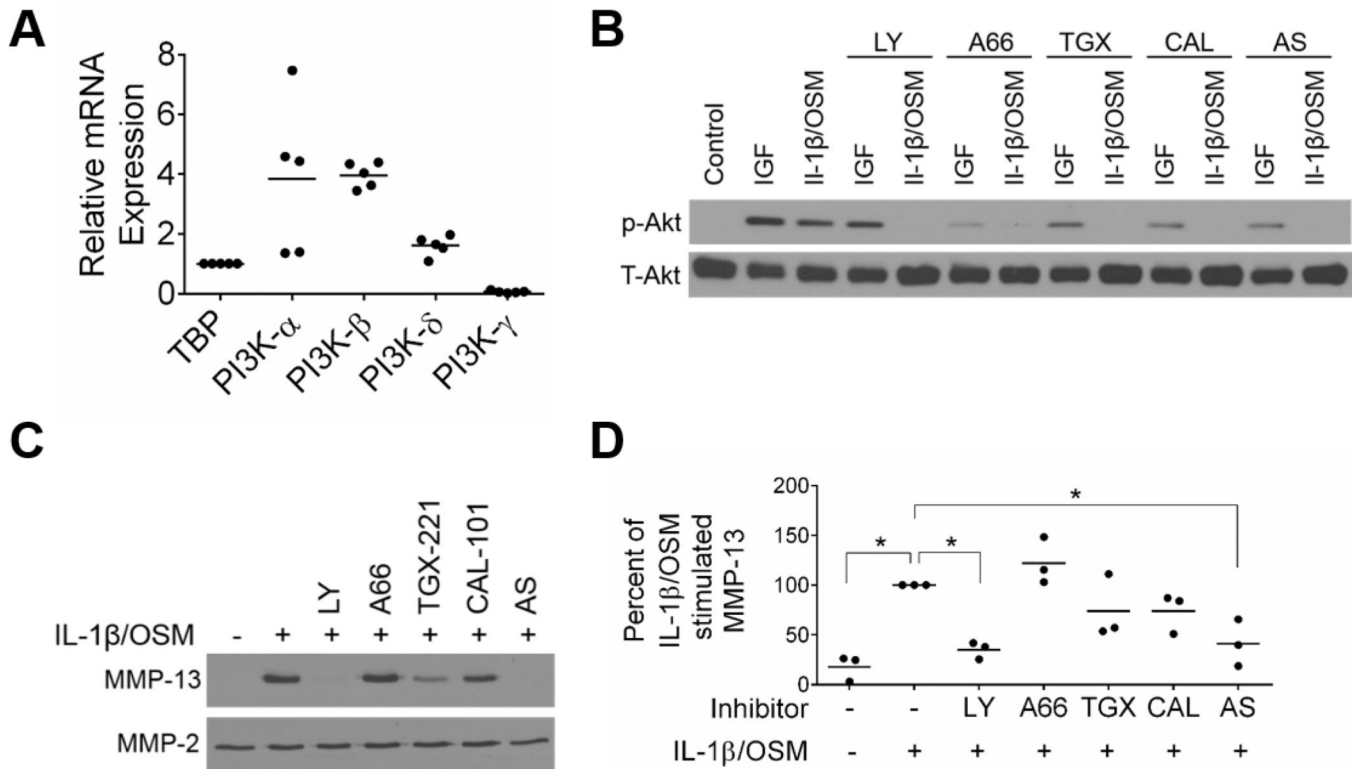 A
Relative mRNA
Expression
8
6
4
2
0
TBP
PI3K-α
PI3K-β
PI3K-δ
PI3K-γ
B
LY A66 TGX CAL AS
Control IGF Il-1β/OSM IGF Il-1β/OSM IGF Il-1β/OSM IGF Il-1β/OSM IGF Il-1β/OSM IGF Il-1β/OSM
p-Akt
T-Akt
C
LY A66 TGX-221 CAL-101 AS
IL-1β/OSM - + + + + + +
MMP-13
MMP-2
D
Percent of
IL-1β/OSM
stimulated
MMP-13
200
150
100
50
0
*
* *
Inhibitor - - LY A66 TGX CAL AS
IL-1β/OSM - + + + + + +